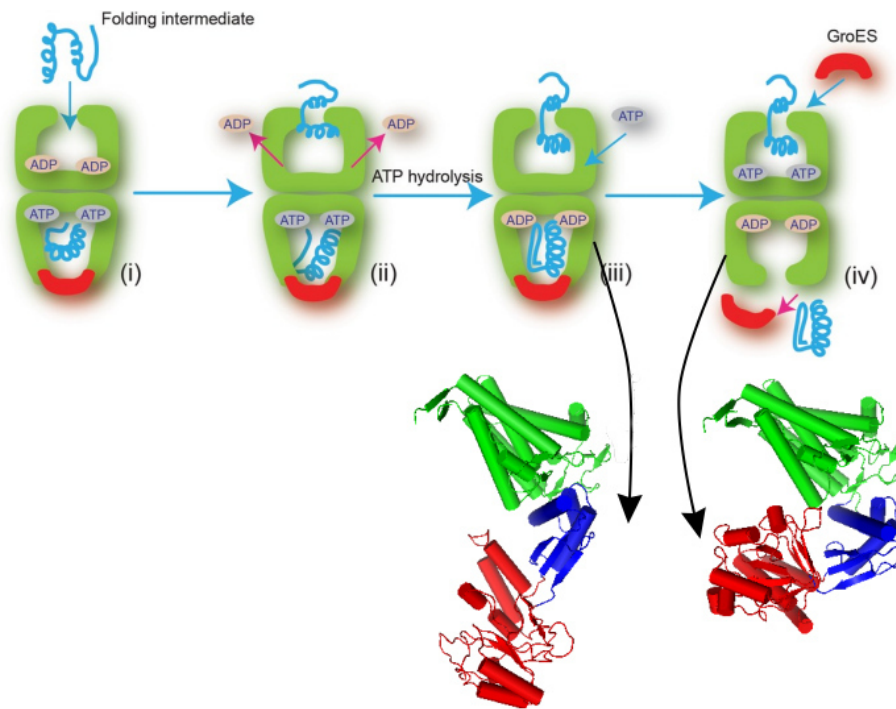 Folding intermediate
GroES
ADP ADP
ATP ATP
(i)
ADP ADP
ATP ATP
(ii)
ATP hydrolysis
ATP
ADP ADP
(iii)
ATP ATP
ADP ADP
(iv)